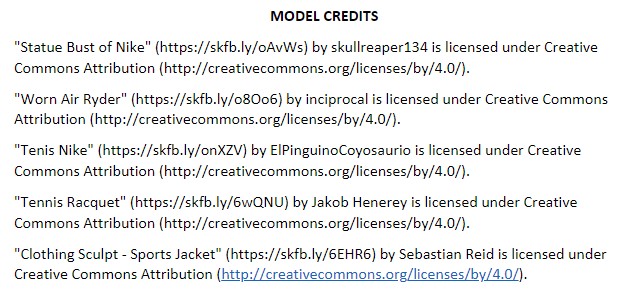 MODEL CREDITS
"Statue Bust of Nike" (https://skfb.ly/oAvWs) by skullreaper134 is licensed under Creative
Commons Attribution (http://creativecommons.org/licenses/by/4.0/).
"Worn Air Ryder" (https://skfb.ly/o8Oo6) by inciprocal is licensed under Creative Commons
Attribution (http://creativecommons.org/licenses/by/4.0/).
"Tenis Nike" (https://skfb.ly/onXZV) by ElPinguinoCoyosaurio is licensed under Creative
Commons Attribution (http://creativecommons.org/licenses/by/4.0/).
"Tennis Racquet" (https://skfb.ly/6wQNU) by Jakob Henerey is licensed under Creative
Commons Attribution (http://creativecommons.org/licenses/by/4.0/).
"Clothing Sculpt - Sports Jacket" (https://skfb.ly/6EHR6) by Sebastian Reid is licensed under
Creative Commons Attribution (http://creativecommons.org/licenses/by/4.0/).